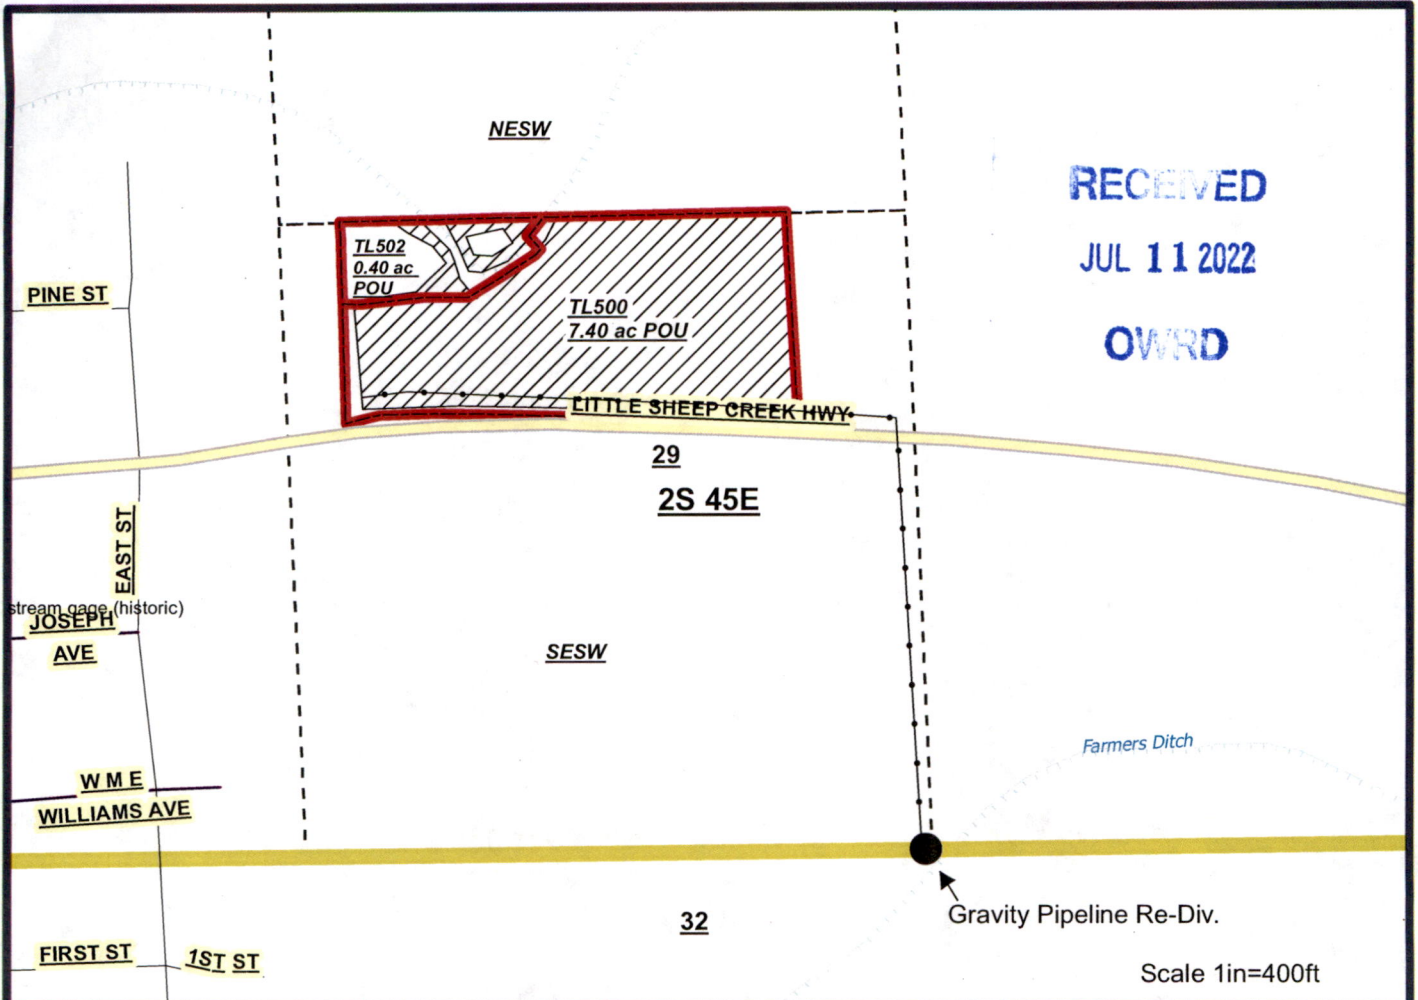 NESW
RECEIVED
JUL 11 2022
OWRD
TL502
0.40 ac
POU
PINE ST
TL500
7.40 ac POU
LITTLE SHEEP CREEK HWY
29
2S 45E
EAST ST
stream gage (historic)
JOSEPH
AVE
SESW
Farmers Ditch
W M E
WILLIAMS AVE
Gravity Pipeline Re-Div.
32
FIRST ST
1ST ST
Scale 1in=400ft